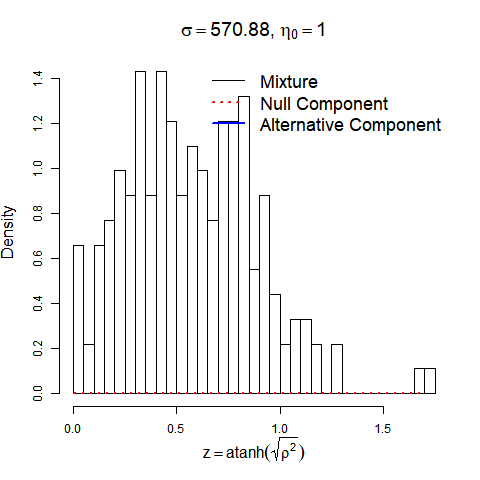 σ = 570.88, η₀ = 1
Mixture
Null Component
Alternative Component
Density
1.4
1.2
1.0
0.8
0.6
0.4
0.2
0.0
0.0 0.5 1.0 1.5
z = atanh(√ρ²)